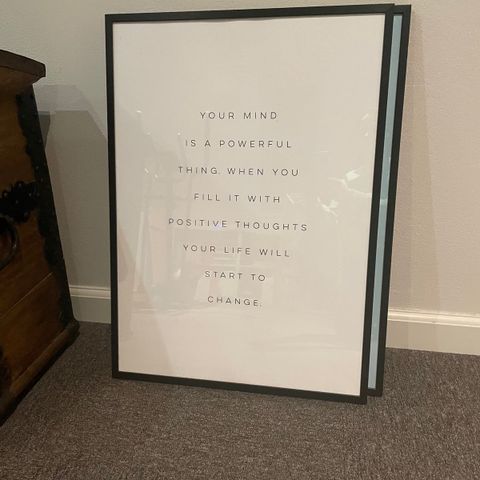 YOUR MIND
IS A POWERFUL
THING. WHEN YOU
FILL IT WITH
POSITIVE THOUGHTS
YOUR LIFE WILL
START TO
CHANGE.